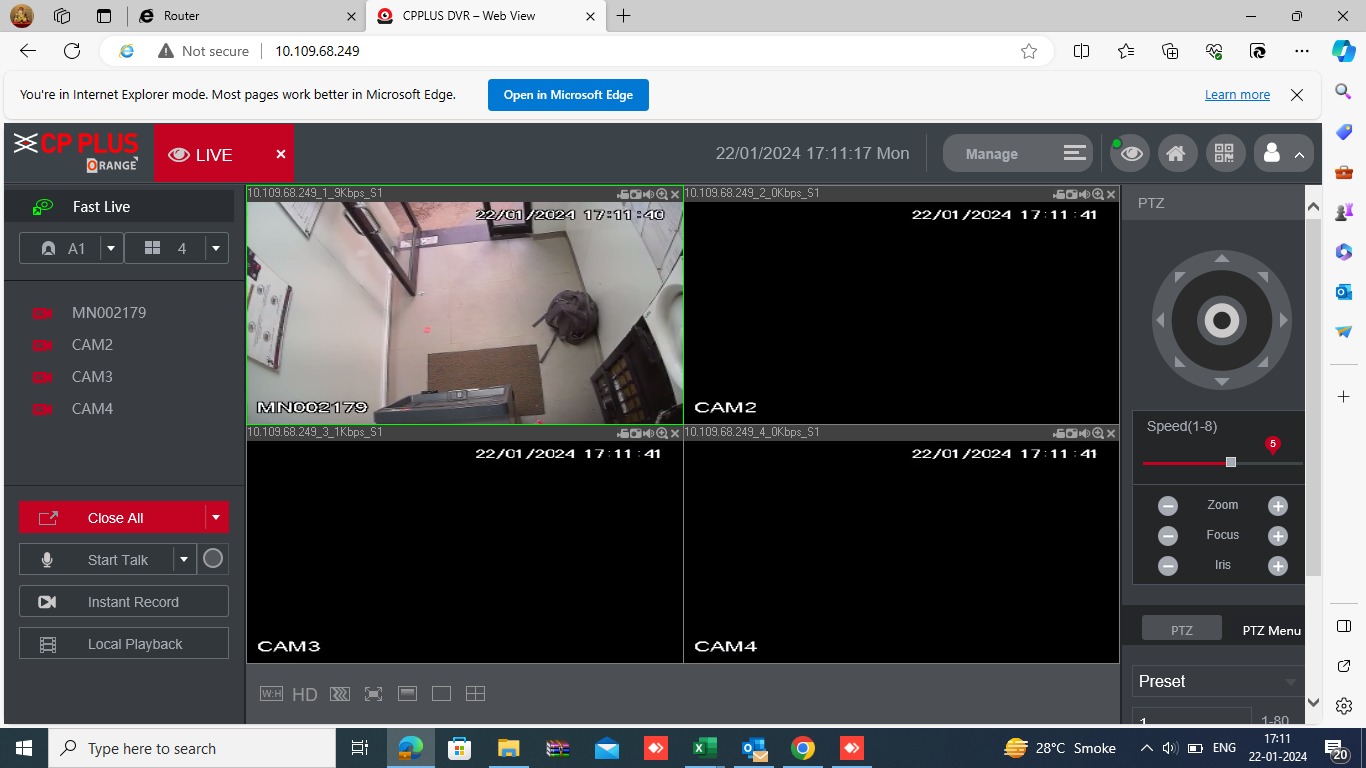 Router
CPPLUS DVR – Web View
Not secure
10.109.68.249
You're in Internet Explorer mode. Most pages work better in Microsoft Edge.
Open in Microsoft Edge
Learn more
CP PLUS
ORANGE
LIVE
22/01/2024 17:11:17 Mon
Manage
Fast Live
A1
4
MN002179
CAM2
CAM3
CAM4
Close All
Start Talk
Instant Record
Local Playback
10.109.68.249_1_9Kbps_S1
22/01/2024 17:11:40
MN002179
10.109.68.249_2_0Kbps_S1
22/01/2024 17:11:41
CAM2
10.109.68.249_3_1Kbps_S1
22/01/2024 17:11:41
CAM3
10.109.68.249_4_0Kbps_S1
22/01/2024 17:11:41
CAM4
W:H
HD
PTZ
Speed(1-8)
5
Zoom
Focus
Iris
PTZ
PTZ Menu
Preset
1
1-80
Type here to search
28°C Smoke
ENG
17:11
22-01-2024
20